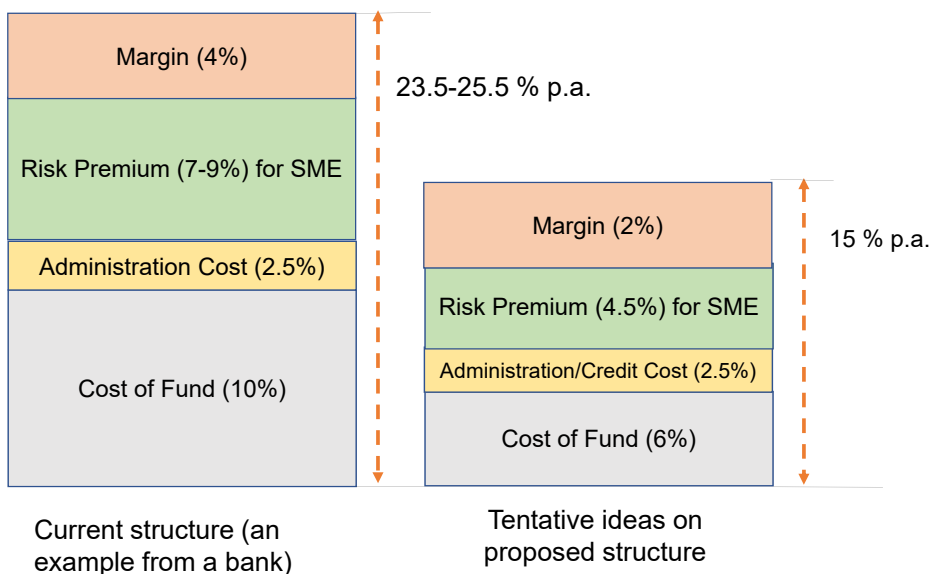 Margin (4%)
23.5-25.5 % p.a.
Risk Premium (7-9%) for SME
Administration Cost (2.5%)
Cost of Fund (10%)
Margin (2%)
15 % p.a.
Risk Premium (4.5%) for SME
Administration/Credit Cost (2.5%)
Cost of Fund (6%)
Current structure (an
example from a bank)
Tentative ideas on
proposed structure